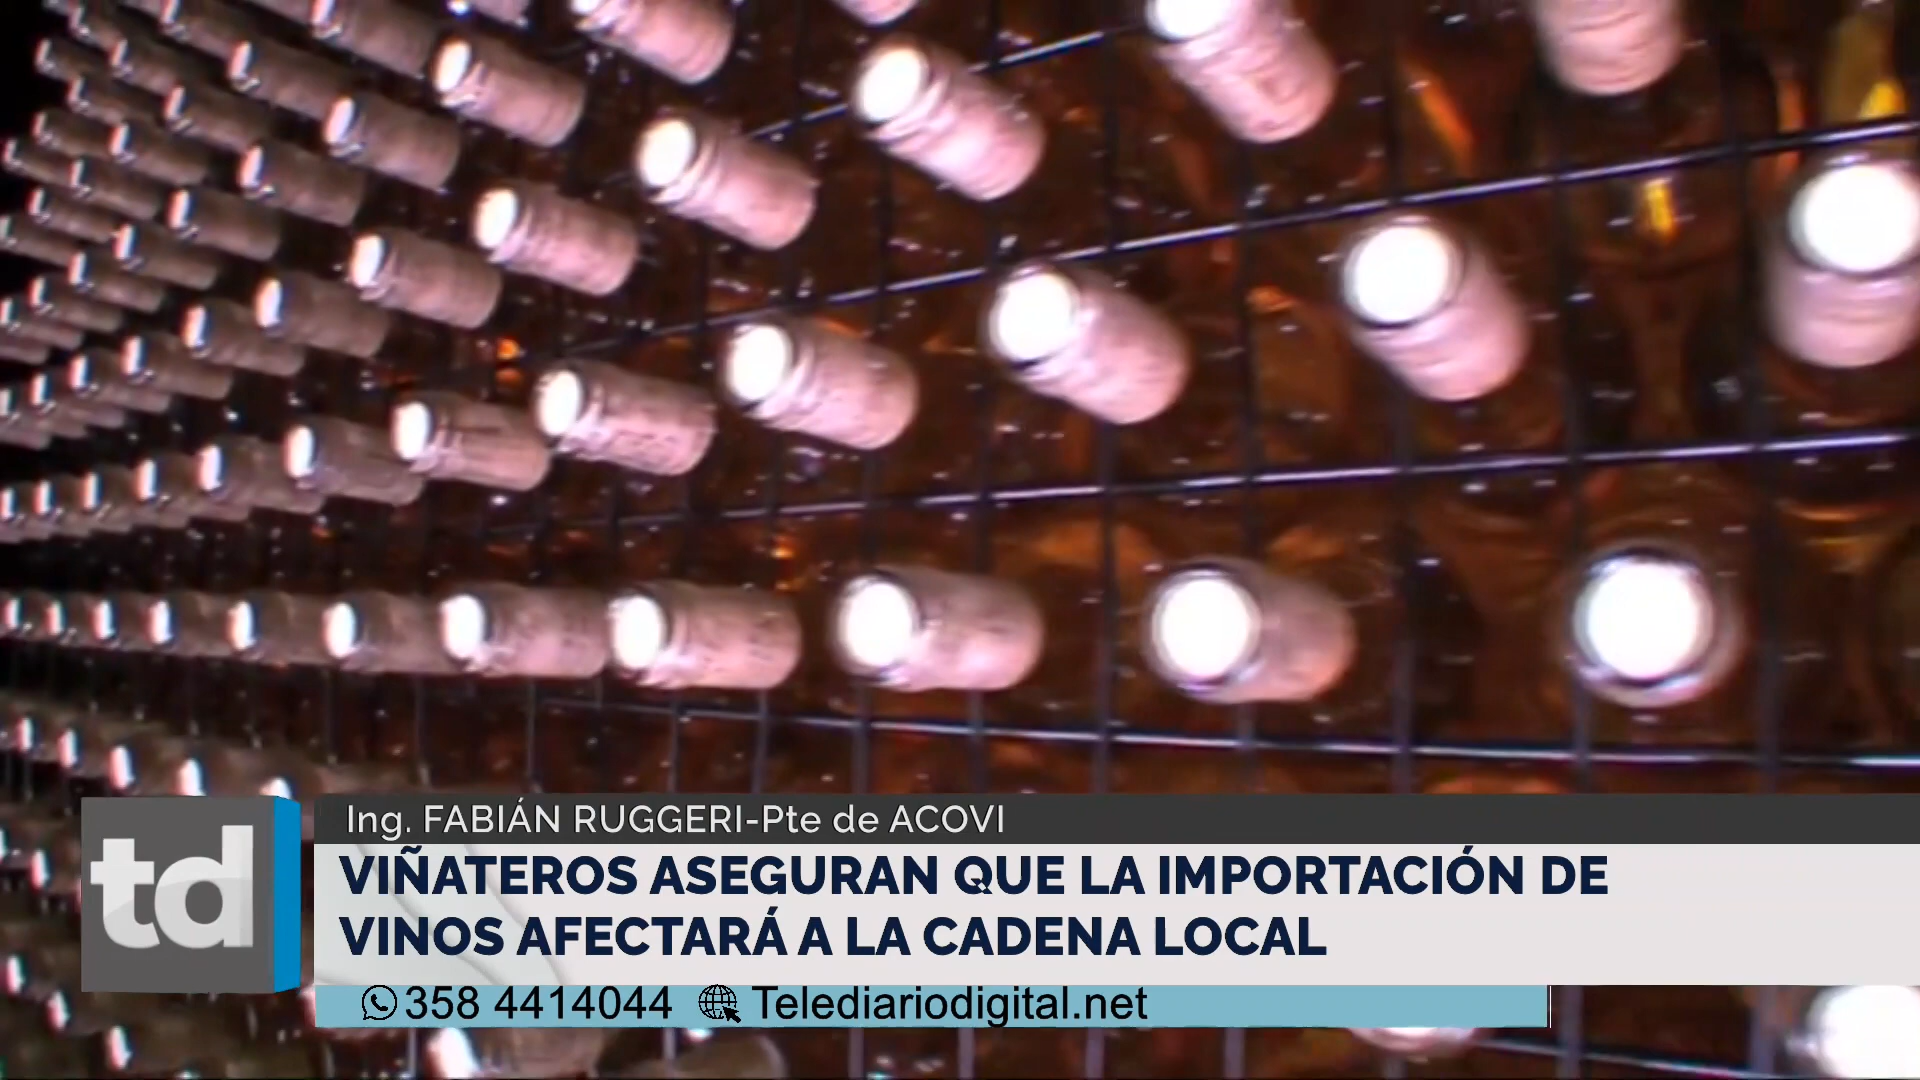 Ing. FABIÁN RUGGERI-Pte de ACOVI
VIÑATEROS ASEGURAN QUE LA IMPORTACIÓN DE
VINOS AFECTARÁ A LA CADENA LOCAL
td
358 4414044 Telediariodigital.net